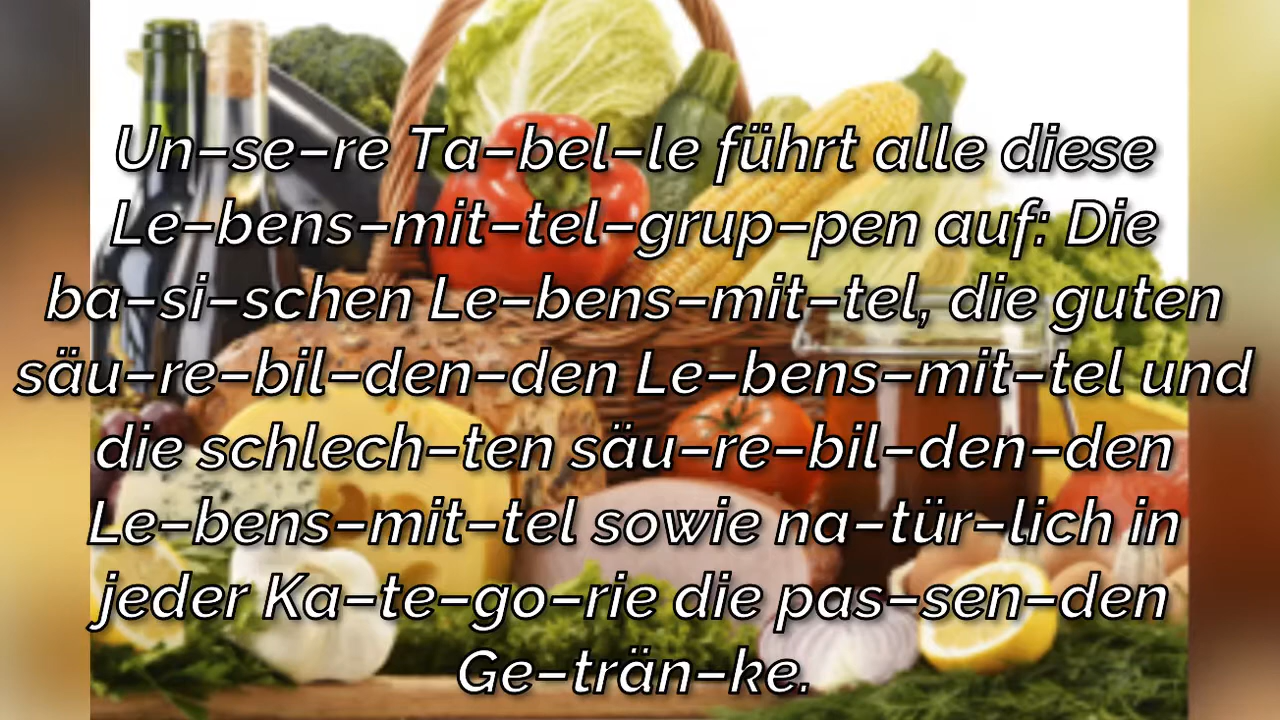 Un–se–re Ta–bel–le führt alle diese
Le–bens–mit–tel–grup–pen auf: Die
ba–si–schen Le–bens–mit–tel, die guten
säu–re–bil–den–den Le–bens–mit–tel und
die schlech–ten säu–re–bil–den–den
Le–bens–mit–tel sowie na–tür–lich in
jeder Ka–te–go–rie die pas–sen–den
Ge–trän–ke.